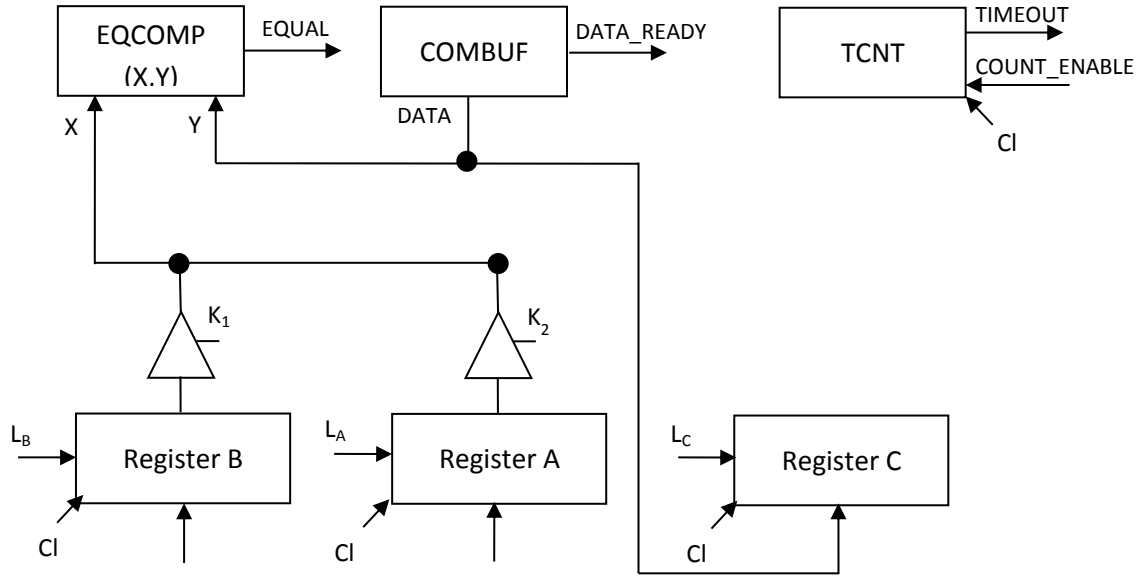 EQCOMP
(X.Y)
EQUAL
COMBUF
DATA_READY
TCNT
TIMEOUT
COUNT_ENABLE
Cl
X
Y
DATA
K1
K2
LB
Register B
Cl
LA
Register A
Cl
LC
Register C
Cl